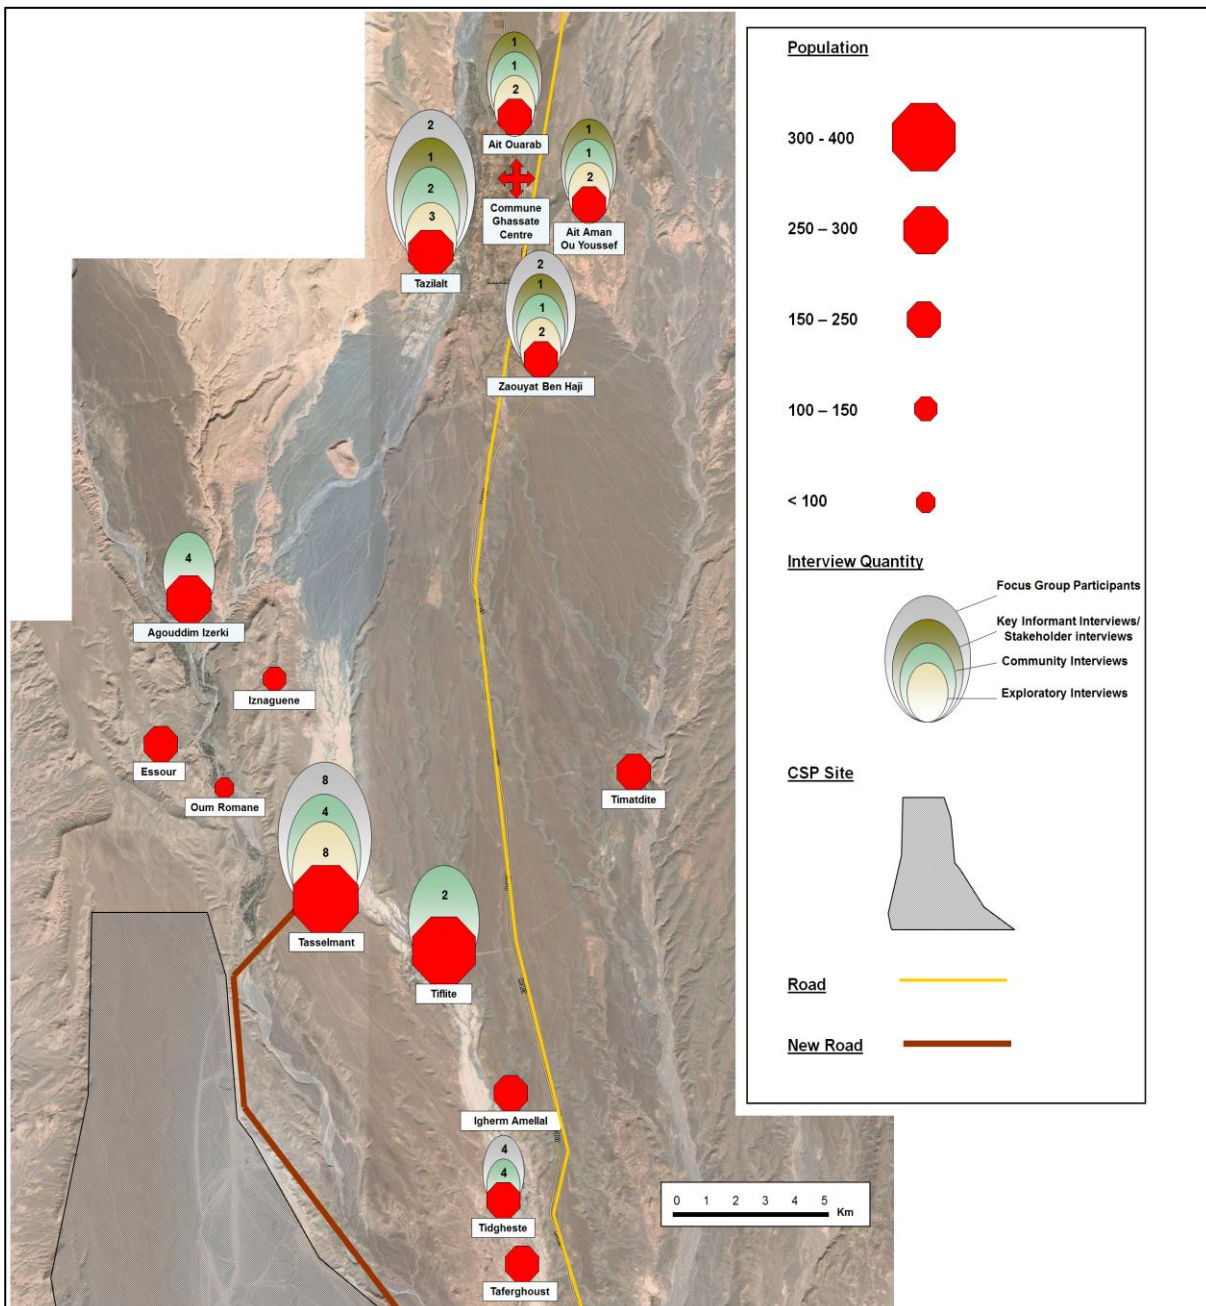 1
1
2
Ait Ouarab
2
1
2
3
Tazilalt
Commune
Ghassate
Centre
1
1
2
Ait Aman
Ou Youssef
2
1
1
2
Zaouyat Ben Haji
4
Agouddim Izerki
Iznaguene
Essour
Oum Romane
Timatdite
8
4
8
Tasselmant
2
Tiflite
Igherm Amellal
4
4
Tidgheste
Taferghoust
0 1 2 3 4 5
Km
Population
300 - 400
250 – 300
150 – 250
100 – 150
< 100
Interview Quantity
Focus Group Participants
Key Informant Interviews/
Stakeholder interviews
Community Interviews
Exploratory Interviews
CSP Site
Road
New Road